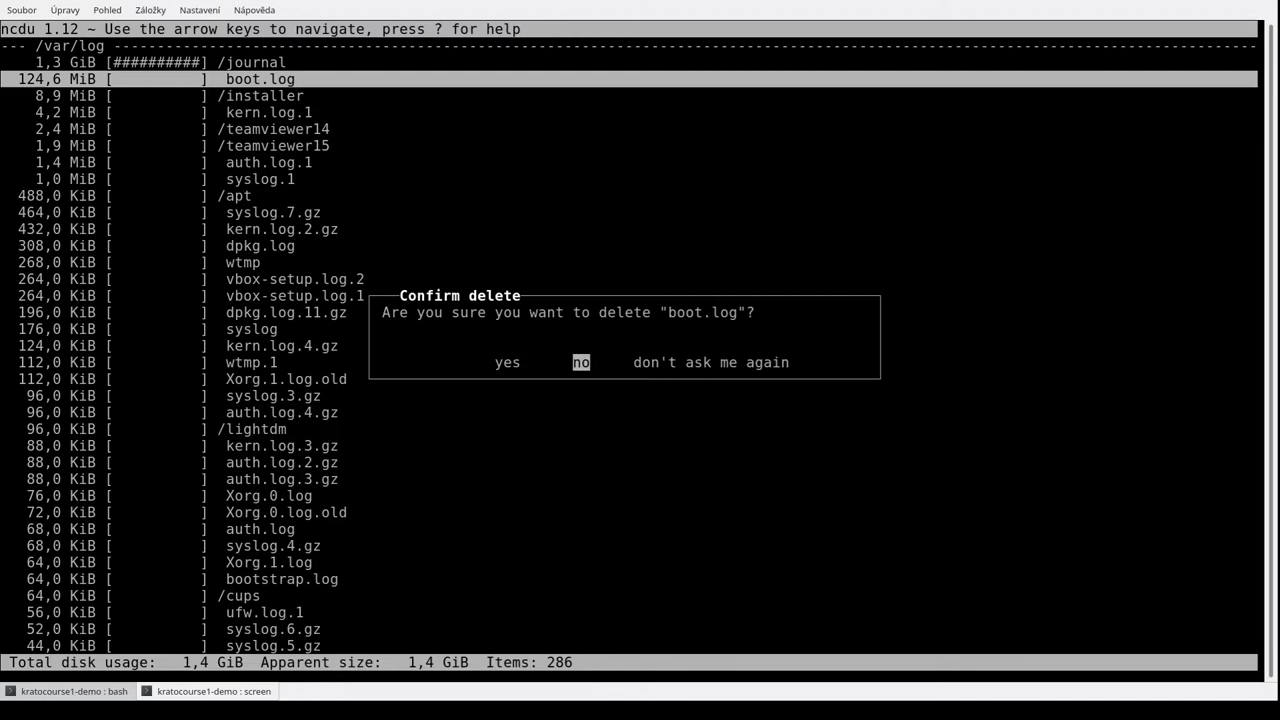 Soubor Úpravy Pohled Záložky Nastavení Nápověda
ncdu 1.12 ~ Use the arrow keys to navigate, press ? for help
--- /var/log -----------------------------------------------------------------------------------------------------------------------------------
1,3 GiB [##########] /journal
124,6 MiB [          ] boot.log
8,9 MiB [          ] /installer
4,2 MiB [          ] kern.log.1
2,4 MiB [          ] /teamviewer14
1,9 MiB [          ] /teamviewer15
1,4 MiB [          ] auth.log.1
1,0 MiB [          ] syslog.1
488,0 KiB [          ] /apt
464,0 KiB [          ] syslog.7.gz
432,0 KiB [          ] kern.log.2.gz
308,0 KiB [          ] dpkg.log
268,0 KiB [          ] wtmp
264,0 KiB [          ] vbox-setup.log.2
264,0 KiB [          ] vbox-setup.log.1
Confirm delete
196,0 KiB [          ] dpkg.log.11.gz
Are you sure you want to delete "boot.log"?
176,0 KiB [          ] syslog
124,0 KiB [          ] kern.log.4.gz
112,0 KiB [          ] wtmp.1
yes no don't ask me again
112,0 KiB [          ] Xorg.1.log.old
96,0 KiB [          ] syslog.3.gz
96,0 KiB [          ] auth.log.4.gz
96,0 KiB [          ] /lightdm
88,0 KiB [          ] kern.log.3.gz
88,0 KiB [          ] auth.log.2.gz
88,0 KiB [          ] auth.log.3.gz
76,0 KiB [          ] Xorg.0.log
72,0 KiB [          ] Xorg.0.log.old
68,0 KiB [          ] auth.log
68,0 KiB [          ] syslog.4.gz
64,0 KiB [          ] Xorg.1.log
64,0 KiB [          ] bootstrap.log
64,0 KiB [          ] /cups
56,0 KiB [          ] ufw.log.1
52,0 KiB [          ] syslog.6.gz
44,0 KiB [          ] syslog.5.gz
Total disk usage: 1,4 GiB Apparent size: 1,4 GiB Items: 286
kratocourse1-demo : bash kratocourse1-demo : screen